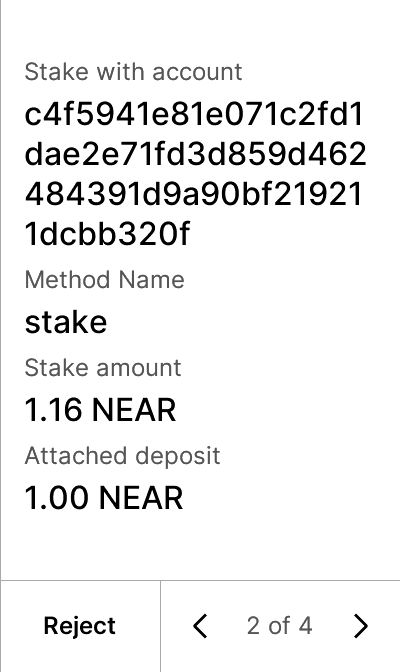 Stake with account
c4f5941e81e071c2fd1
dae2e71fd3d859d462
484391d9a90bf21921
1dcbb320f
Method Name
stake
Stake amount
1.16 NEAR
Attached deposit
1.00 NEAR
Reject
2 of 4